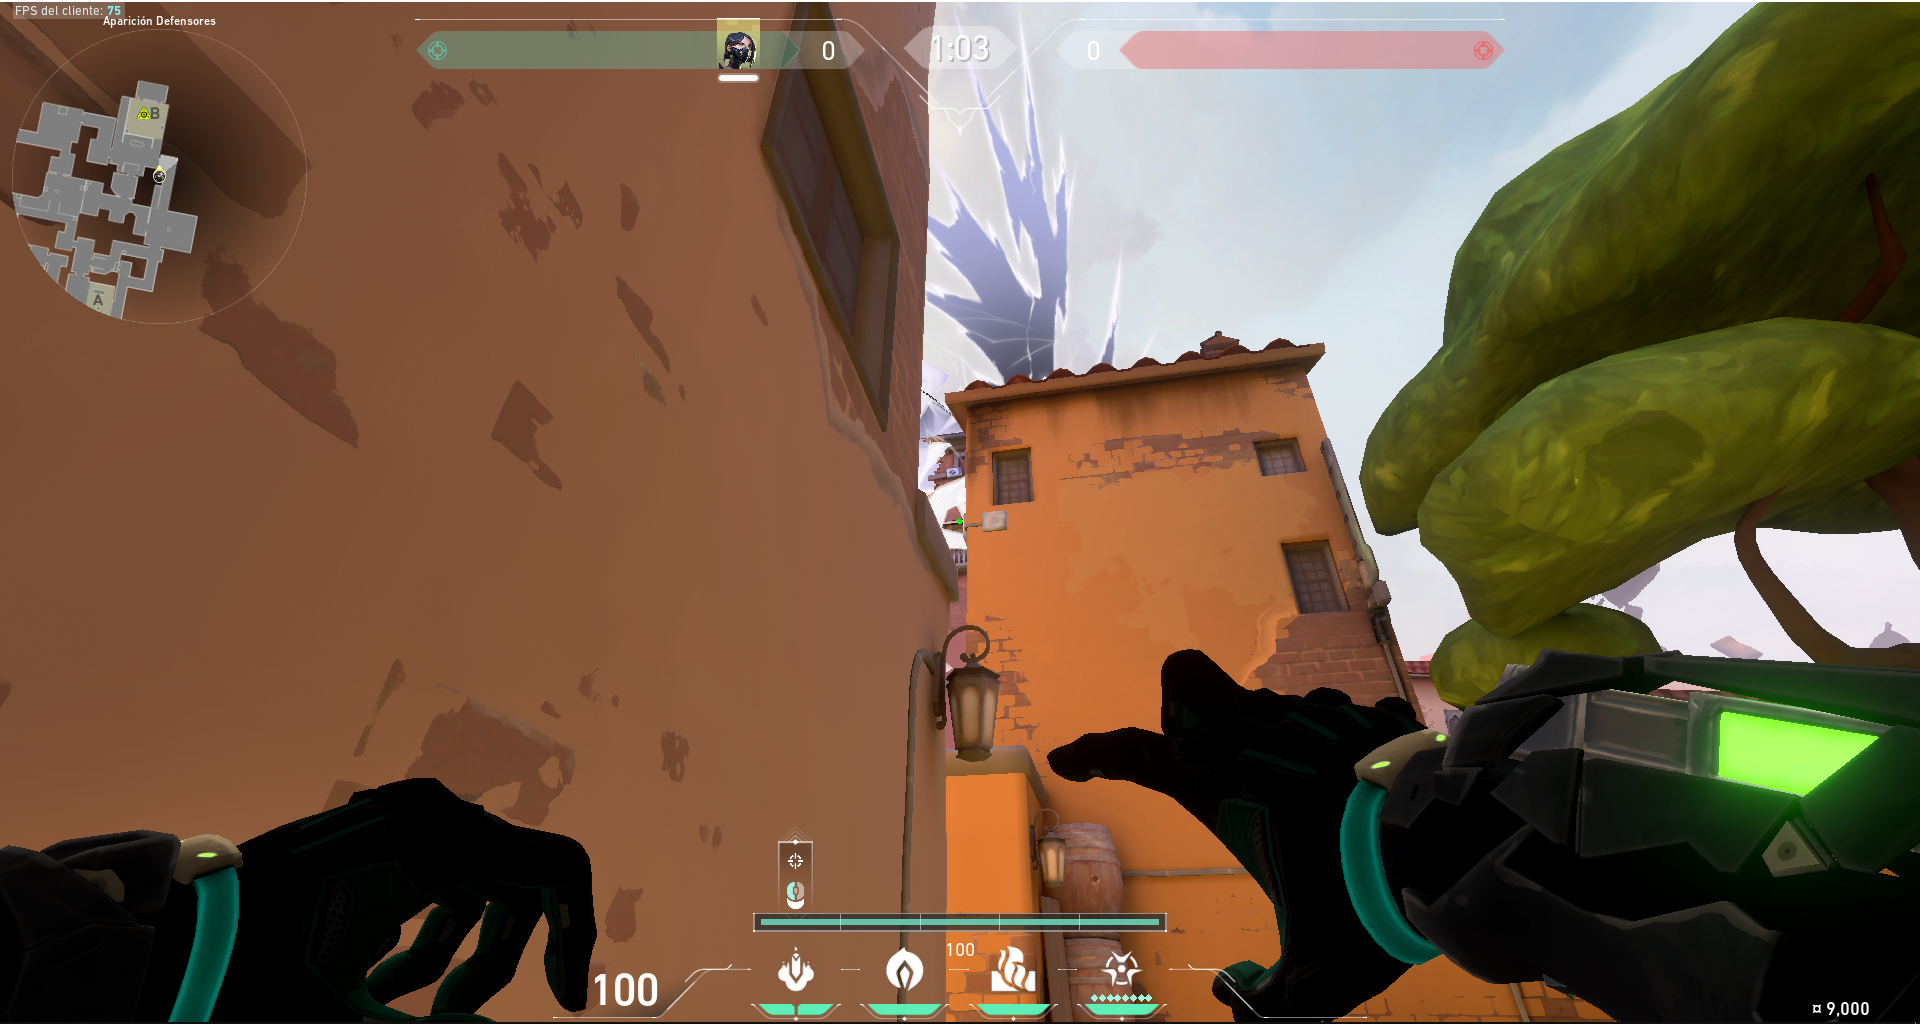 FPS del cliente: 75
Aparición Defensores
0
1:03
0
B
A
100
100
¤ 9,000